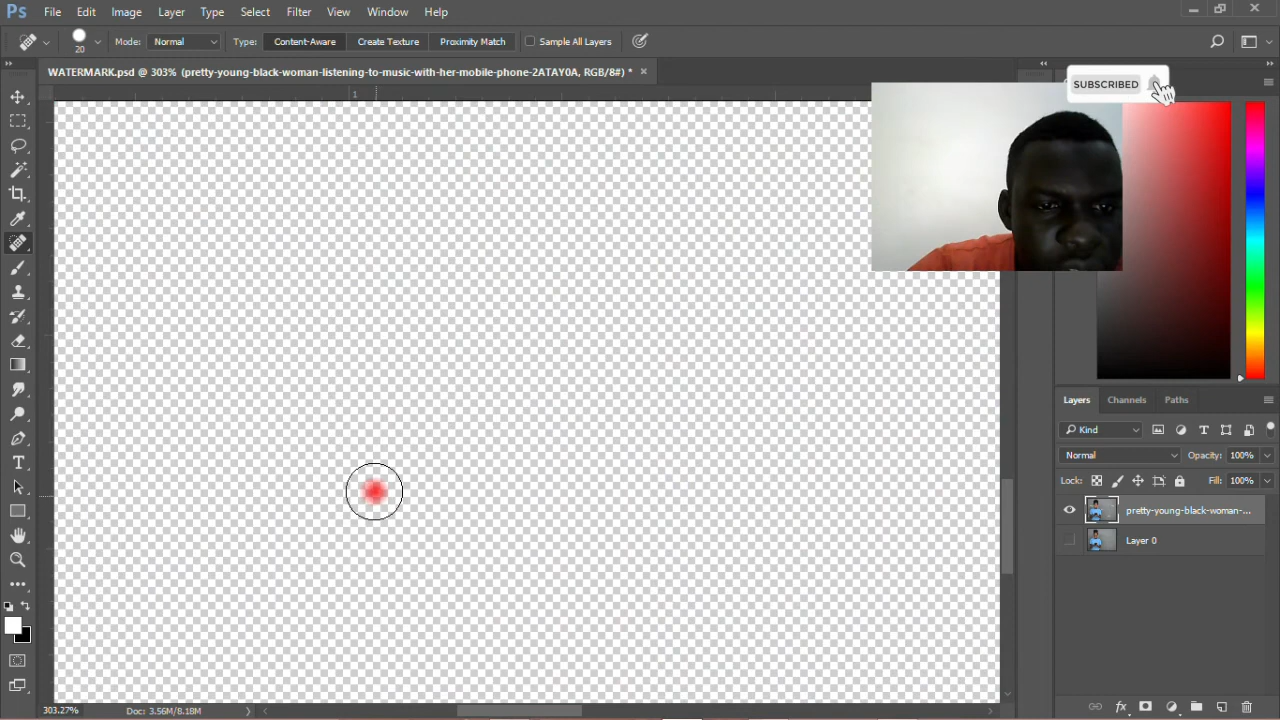 Ps File Edit Image Layer Type Select Filter View Window Help
20 Mode: Normal Type: Content-Aware Create Texture Proximity Match Sample All Layers
WATERMARK.psd @ 303% (pretty-young-black-woman-listening-to-music-with-her-mobile-phone-2ATAY0A, RGB/8#) * ×
SUBSCRIBED
1
Layers Channels Paths
Kind
Normal Opacity: 100%
Lock: Fill: 100%
pretty-young-black-woman-...
Layer 0
303.27% Doc: 3.56M/8.18M